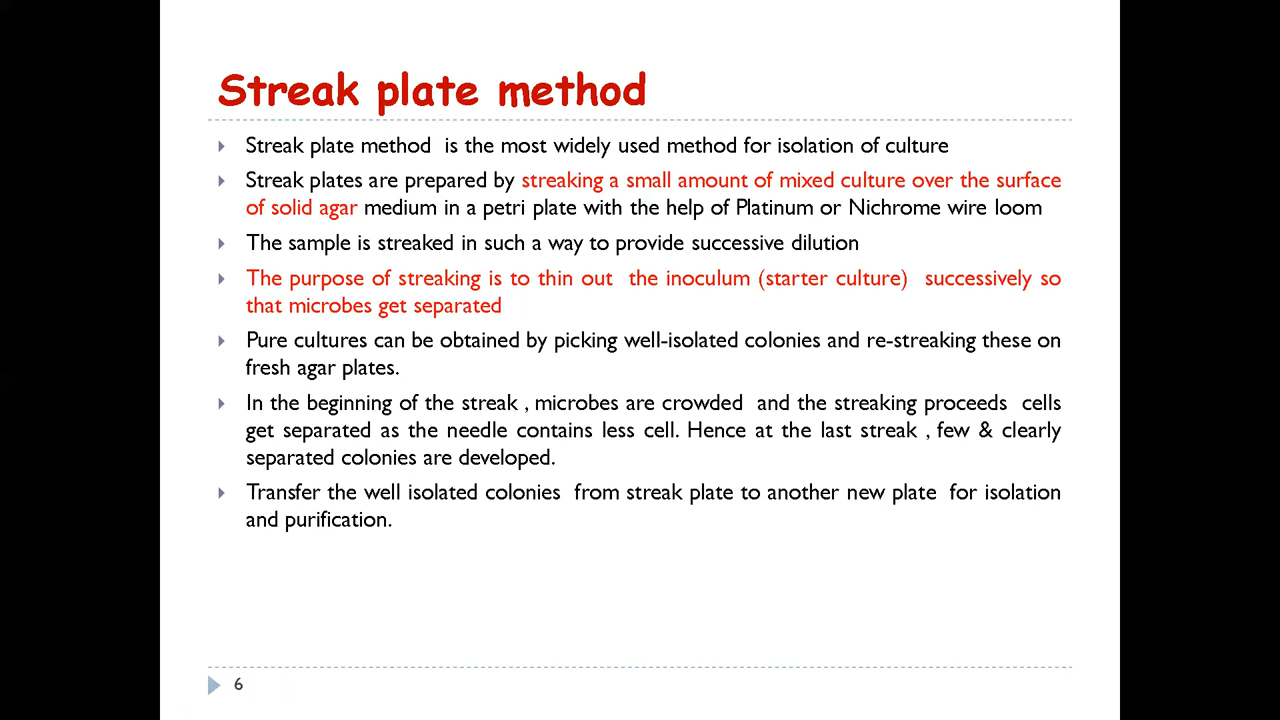 Streak plate method
Streak plate method is the most widely used method for isolation of culture
Streak plates are prepared by streaking a small amount of mixed culture over the surface
of solid agar medium in a petri plate with the help of Platinum or Nichrome wire loom
The sample is streaked in such a way to provide successive dilution
The purpose of streaking is to thin out the inoculum (starter culture) successively so
that microbes get separated
Pure cultures can be obtained by picking well-isolated colonies and re-streaking these on
fresh agar plates.
In the beginning of the streak , microbes are crowded and the streaking proceeds cells
get separated as the needle contains less cell. Hence at the last streak , few & clearly
separated colonies are developed.
Transfer the well isolated colonies from streak plate to another new plate for isolation
and purification.
6